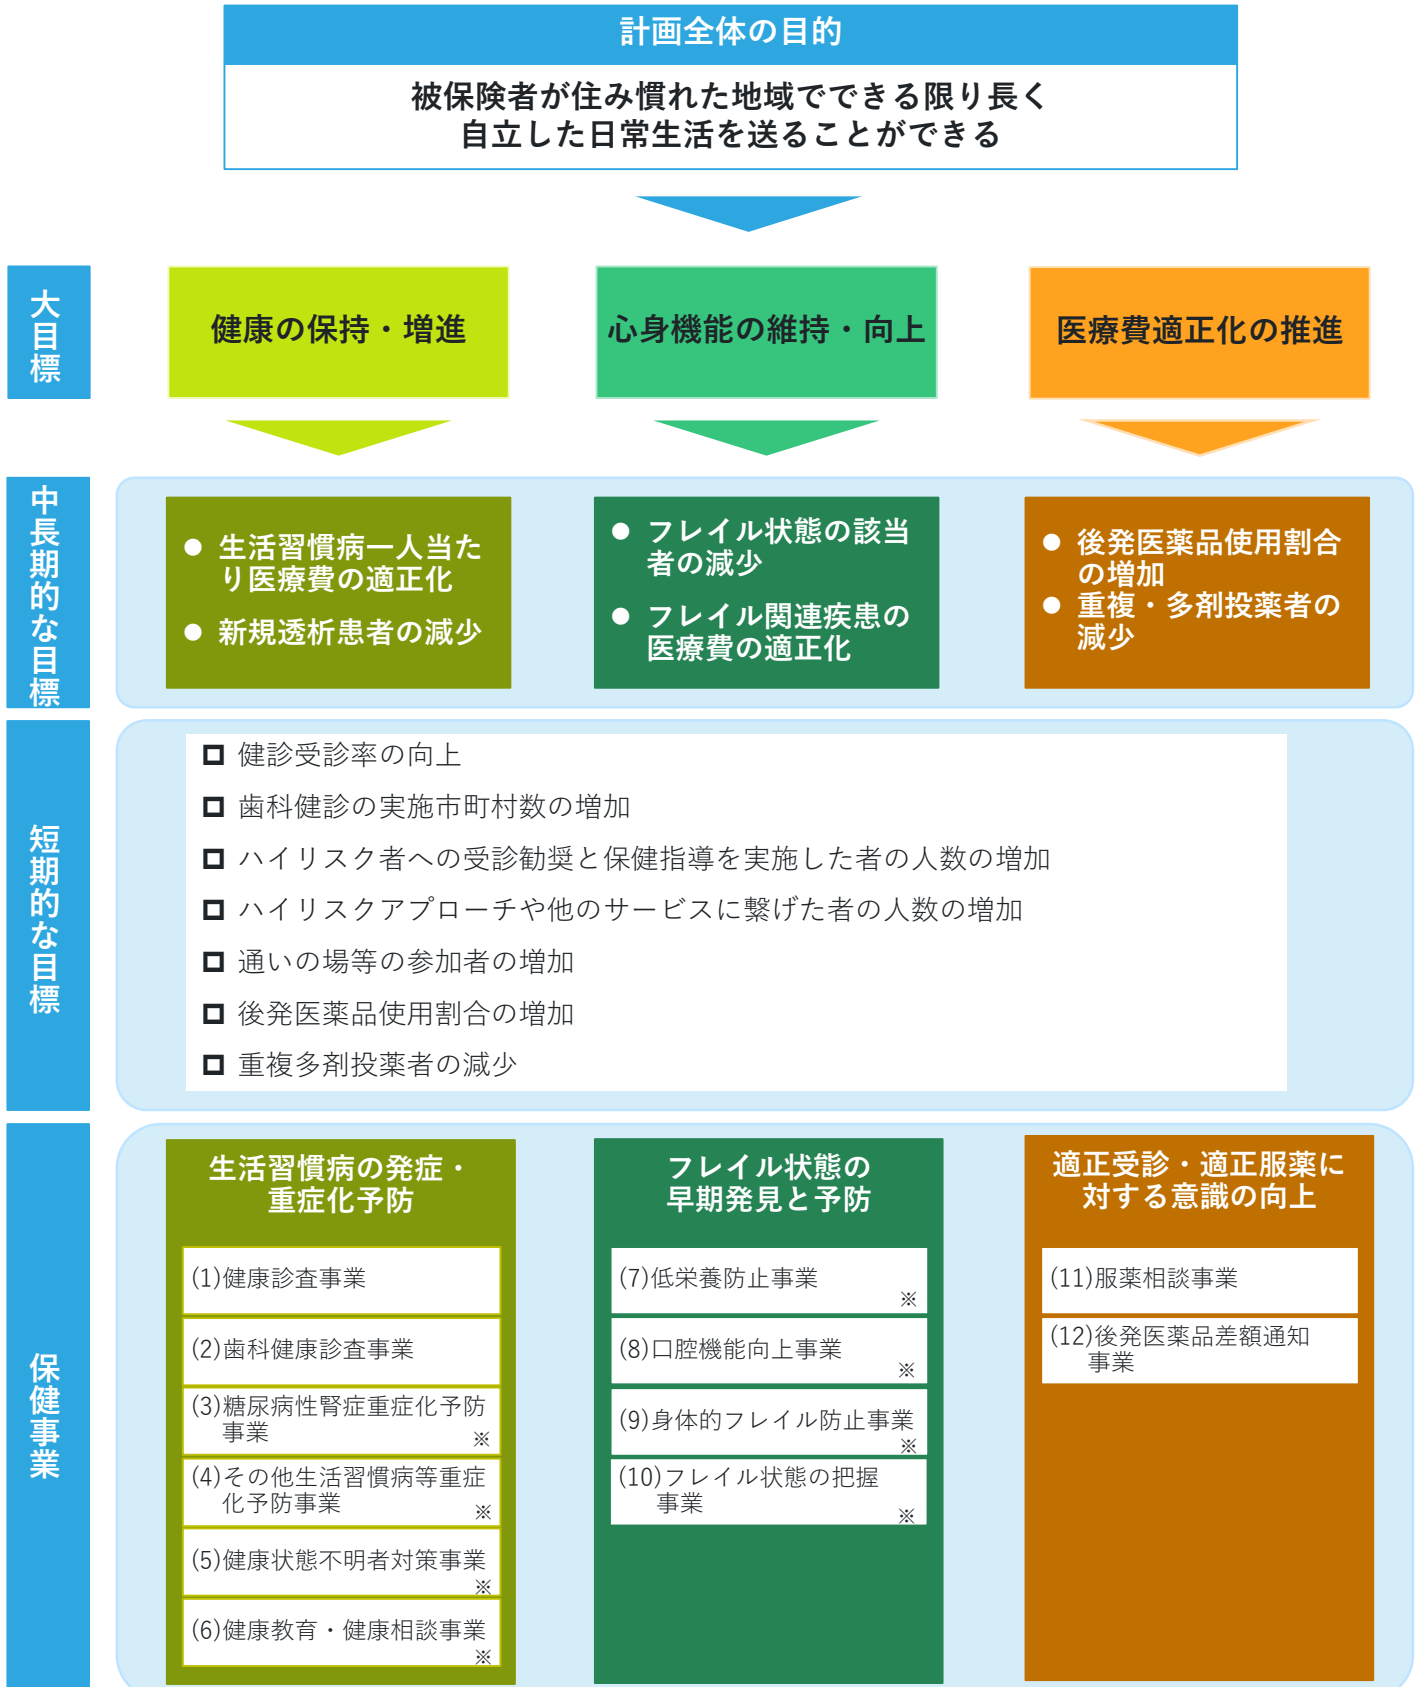 計画全体の目的
被保険者が住み慣れた地域でできる限り長く
自立した日常生活を送ることができる
大目標
健康の保持・増進
心身機能の維持・向上
医療費適正化の推進
中長期的な目標
● 生活習慣病一人当た
り医療費の適正化
● 新規透析患者の減少
● フレイル状態の該当
者の減少
● フレイル関連疾患の
医療費の適正化
● 後発医薬品使用割合
の増加
● 重複・多剤投薬者の
減少
短期的な目標
健診受診率の向上
歯科健診の実施市町村数の増加
ハイリスク者への受診勧奨と保健指導を実施した者の人数の増加
ハイリスクアプローチや他のサービスに繋げた者の人数の増加
通いの場等の参加者の増加
後発医薬品使用割合の増加
重複多剤投薬者の減少
保健事業
生活習慣病の発症・
重症化予防
(1)健康診査事業
(2)歯科健康診査事業
(3)糖尿病性腎症重症化予防
事業 ※
(4)その他生活習慣病等重症
化予防事業 ※
(5)健康状態不明者対策事業
※
(6)健康教育・健康相談事業
※
フレイル状態の
早期発見と予防
(7)低栄養防止事業
※
(8)口腔機能向上事業
※
(9)身体的フレイル防止事業
※
(10)フレイル状態の把握
事業 ※
適正受診・適正服薬に
対する意識の向上
(11)服薬相談事業
(12)後発医薬品差額通知
事業